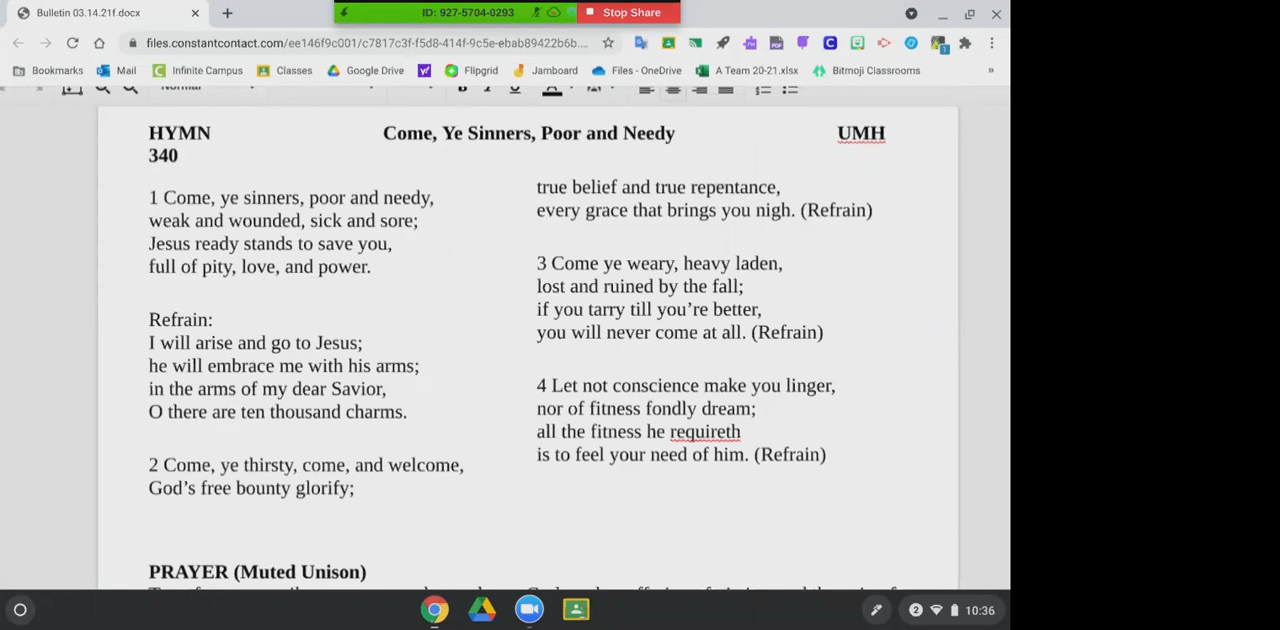 Bulletin 03.14.21f.docx
ID: 927-5704-0293
Stop Share
files.constantcontact.com/ee146f9c001/c7817c3f-f5d8-414f-9c5e-ebab89422b6b...
Bookmarks Mail Infinite Campus Classes Google Drive Flipgrid Jamboard Files - OneDrive A Team 20-21.xlsx Bitmoji Classrooms »
Normal
HYMN Come, Ye Sinners, Poor and Needy UMH
340
1 Come, ye sinners, poor and needy,
weak and wounded, sick and sore;
Jesus ready stands to save you,
full of pity, love, and power.
Refrain:
I will arise and go to Jesus;
he will embrace me with his arms;
in the arms of my dear Savior,
O there are ten thousand charms.
2 Come, ye thirsty, come, and welcome,
God's free bounty glorify;
true belief and true repentance,
every grace that brings you nigh. (Refrain)
3 Come ye weary, heavy laden,
lost and ruined by the fall;
if you tarry till you're better,
you will never come at all. (Refrain)
4 Let not conscience make you linger,
nor of fitness fondly dream;
all the fitness he requireth
is to feel your need of him. (Refrain)
PRAYER (Muted Unison)
2 10:36